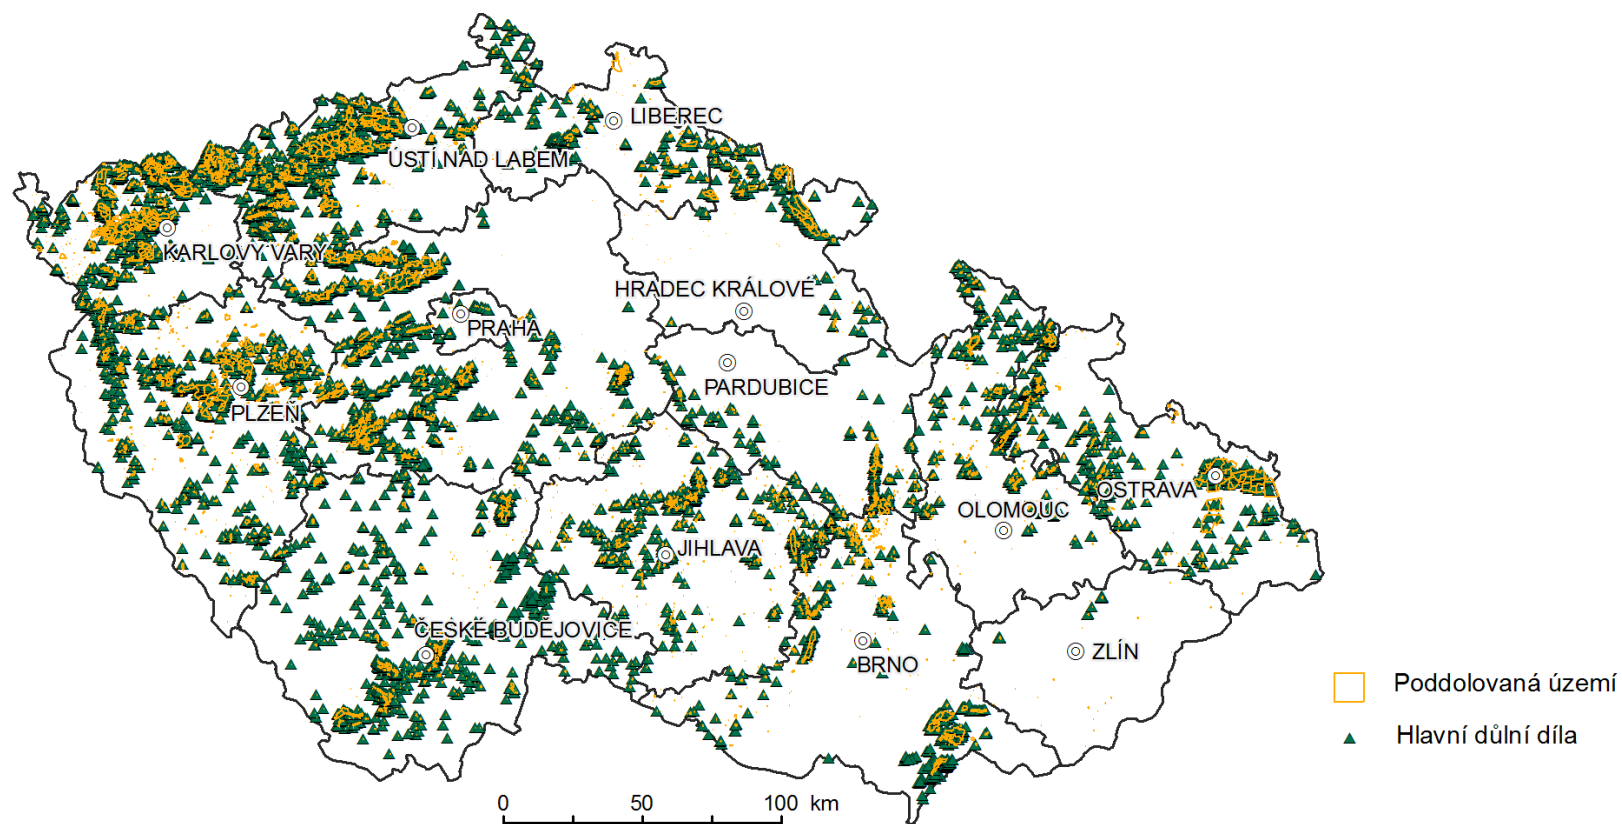 LIBEREC
ÚSTÍ NAD LABEM
KARLOVY VARY
HRADEC KRÁLOVÉ
PRAHA
PARDUBICE
PLZEŇ
OSTRAVA
OLOMOUC
JIHLAVA
ČESKÉ BUDĚJOVICE
ZLÍN
BRNO
Poddolovaná území
Hlavní důlní díla
0 50 100 km